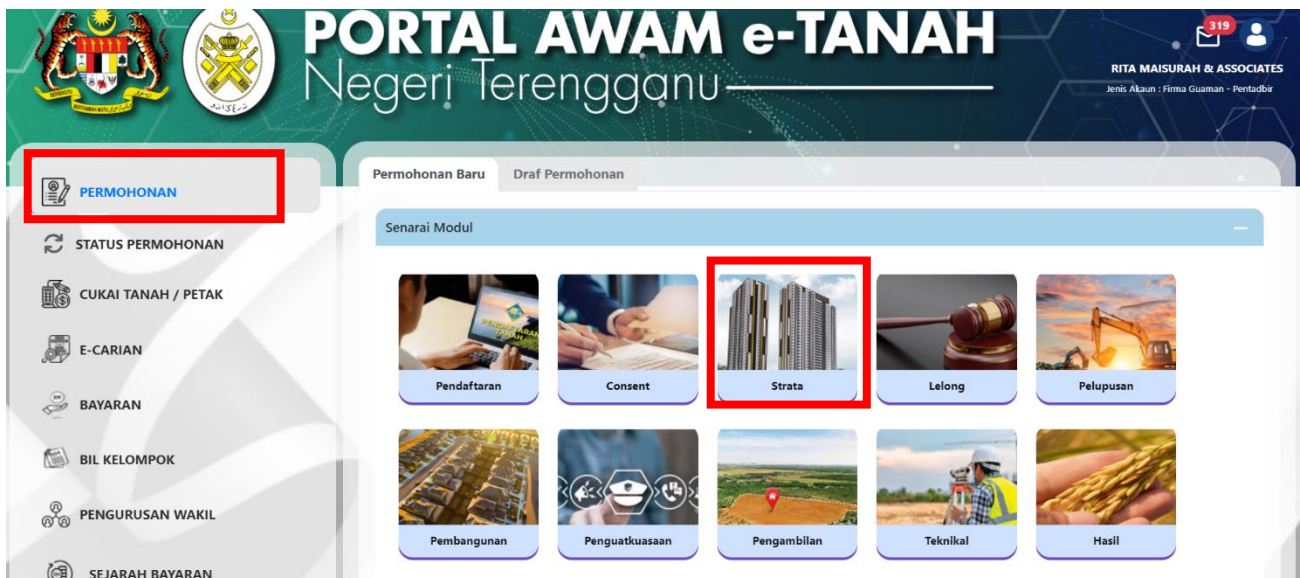 PORTAL AWAM e-TANAH
Negeri Terengganu
319
RITA MAISURAH & ASSOCIATES
Jenis Akaun : Firma Guaman - Pentadbir
PERMOHONAN
STATUS PERMOHONAN
CUKAI TANAH / PETAK
E-CARIAN
BAYARAN
BIL KELOMPOK
PENGURUSAN WAKIL
SEJARAH BAYARAN
Permohonan Baru Draf Permohonan
Senarai Modul
PENDAFTARAN TANAH
Pendaftaran Consent Strata Lelong Pelupusan
Pembangunan Penguatkuasaan Pengambilan Teknikal Hasil